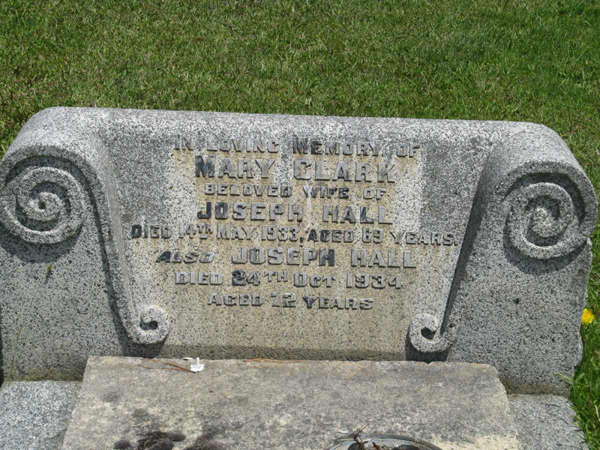 IN LOVING MEMORY OF
MARY CLARK
BELOVED WIFE OF
JOSEPH HALL
DIED 14TH MAY 1933, AGED 69 YEARS.
ALSO JOSEPH HALL
DIED 24TH OCT 1934
AGED 72 YEARS